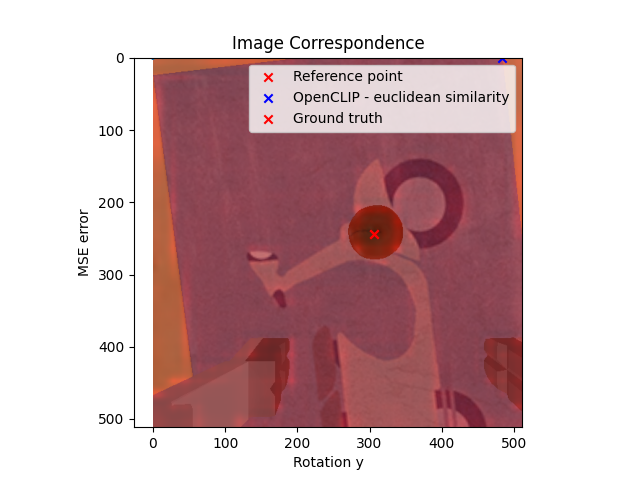 Image Correspondence
Reference point
OpenCLIP - euclidean similarity
Ground truth
MSE error
0
100
200
300
400
500
0
100
200
300
400
500
Rotation y